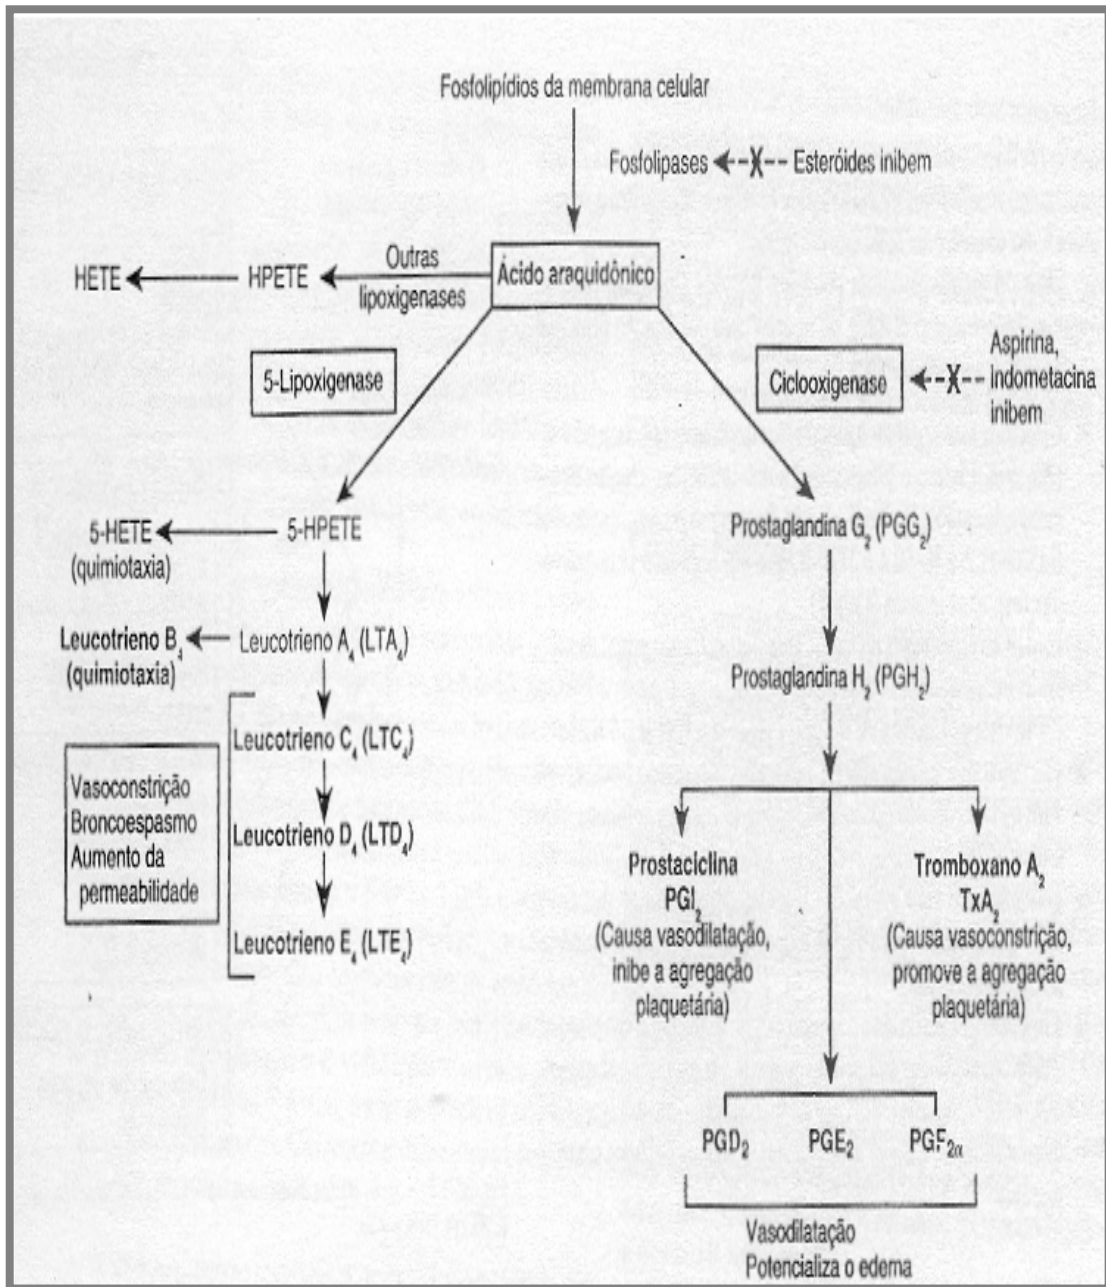 Fosfolipídios da membrana celular
Fosfolipases
Esteróides inibem
HETE
HPETE
Outras
lipoxigenases
Ácido araquidônico
5-Lipoxigenase
Ciclooxigenase
Aspirina,
Indometacina
inibem
5-HETE
(quimiotaxia)
5-HPETE
Prostaglandina G₂ (PGG₂)
Leucotrieno B₄
(quimiotaxia)
Leucotrieno A₄ (LTA₄)
Prostaglandina H₂ (PGH₂)
Vasoconstrição
Broncoespasmo
Aumento da
permeabilidade
Leucotrieno C₄ (LTC₄)
Leucotrieno D₄ (LTD₄)
Leucotrieno E₄ (LTE₄)
Prostaciclina
PGI₂
(Causa vasodilatação,
inibe a agregação
plaquetária)
Tromboxano A₂
TxA₂
(Causa vasoconstrição,
promove a agregação
plaquetária)
PGD₂
PGE₂
PGF₂α
Vasodilatação
Potencializa o edema